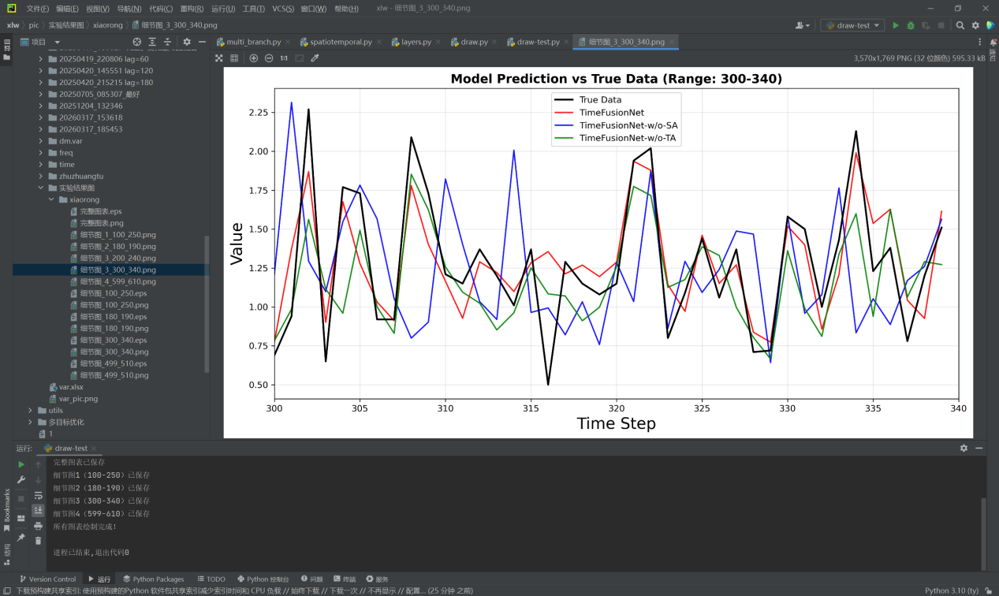 文件(F) 编辑(E) 视图(V) 导航(N) 代码(C) 重构(R) 运行(U) 工具(T) VCS(S) 窗口(W) 帮助(H) xlw - 细节图_3_300_340.png
xlw pic 实验结果图 xiaorong 细节图_3_300_340.png draw-test
项目
multi_branch.py spatiotemporal.py layers.py draw.py draw-test.py 细节图_3_300_340.png
1:1 3,570x1,769 PNG (32 位颜色) 595.33 kB
20250419_220806 lag=60
20250420_145551 lag=120
20250420_215215 lag=180
20250705_085307_最好
20251204_132346
20260317_153618
20260317_185453
dm.var
freq
time
zhuzhuangtu
实验结果图
xiaorong
完整图表.eps
完整图表.png
细节图_1_100_250.png
细节图_2_180_190.png
细节图_3_200_240.png
细节图_3_300_340.png
细节图_4_599_610.png
细节图_100_250.eps
细节图_100_250.png
细节图_180_190.eps
细节图_180_190.png
细节图_300_340.eps
细节图_300_340.png
细节图_499_510.eps
细节图_499_510.png
var.xlsx
var_pic.png
utils
多目标优化
1
Model Prediction vs True Data (Range: 300-340)
True Data
TimeFusionNet
TimeFusionNet-w/o-SA
TimeFusionNet-w/o-TA
Value
2.25
2.00
1.75
1.50
1.25
1.00
0.75
0.50
300 305 310 315 320 325 330 335 340
Time Step
运行: draw-test
完整图表已保存
细节图1（100-250）已保存
细节图2（180-190）已保存
细节图3（300-340）已保存
细节图4（599-610）已保存
所有图表绘制完成！
进程已结束,退出代码0
Bookmarks
结构
Version Control 运行 Python Packages TODO Python 控制台 问题 终端 服务
下载预构建共享索引: 使用预构建的Python 软件包共享索引减少索引时间和 CPU 负载 // 始终下载 // 下载一次 // 不再显示 // 配置... (25 分钟 之前) Python 3.10 (ty)